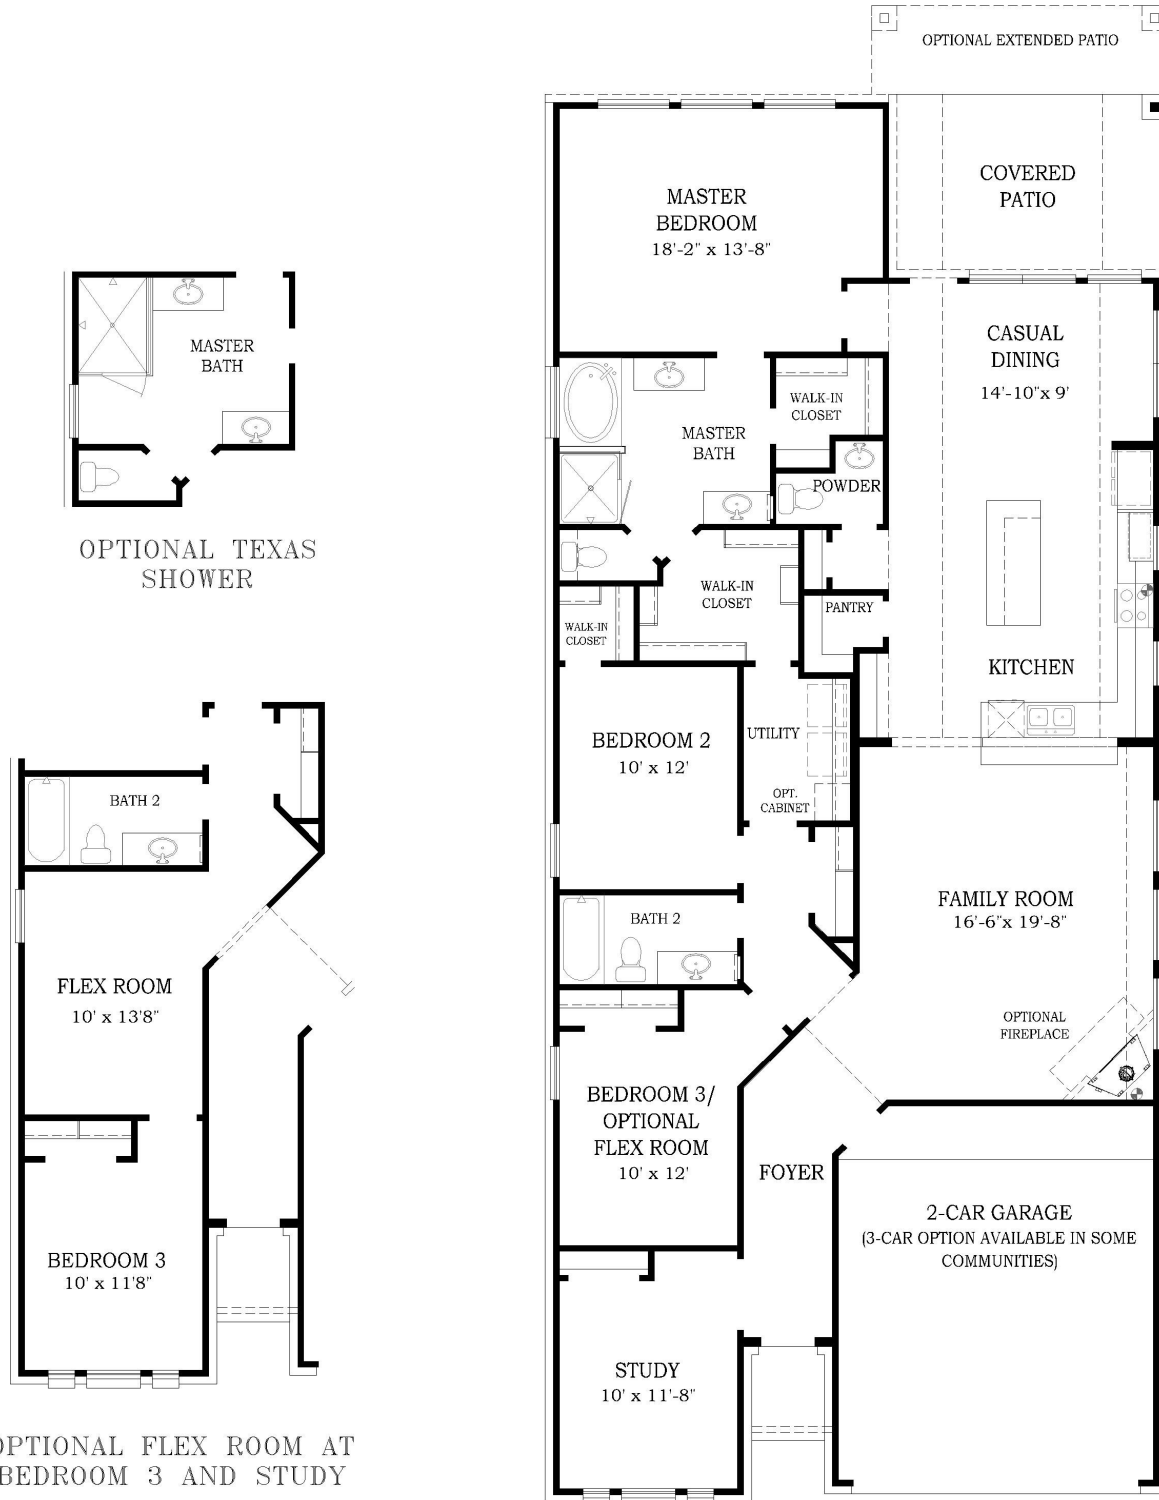 OPTIONAL EXTENDED PATIO
COVERED
PATIO
MASTER
BEDROOM
18'-2" x 13'-8"
CASUAL
DINING
14'-10"x 9'
WALK-IN
CLOSET
MASTER
BATH
POWDER
WALK-IN
CLOSET
PANTRY
WALK-IN
CLOSET
KITCHEN
BEDROOM 2
10' x 12'
UTILITY
OPT.
CABINET
FAMILY ROOM
16'-6"x 19'-8"
BATH 2
OPTIONAL
FIREPLACE
BEDROOM 3/
OPTIONAL
FLEX ROOM
10' x 12'
FOYER
2-CAR GARAGE
(3-CAR OPTION AVAILABLE IN SOME
COMMUNITIES)
STUDY
10' x 11'-8"
MASTER
BATH
OPTIONAL TEXAS
SHOWER
BATH 2
FLEX ROOM
10' x 13'8"
BEDROOM 3
10' x 11'8"
OPTIONAL FLEX ROOM AT
BEDROOM 3 AND STUDY